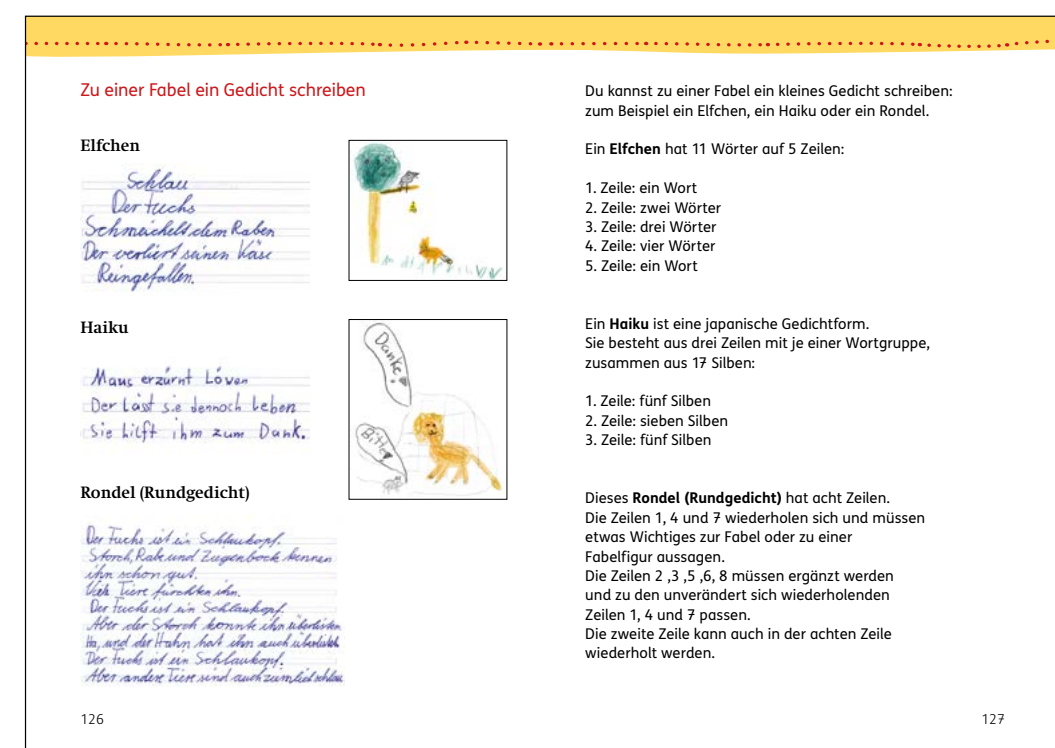 Zu einer Fabel ein Gedicht schreiben
Elfchen
Schlau
Der Fuchs
Schmeichelt dem Raben
Der verliert seinen Käse
Reingefallen.
Haiku
Maus erzürnt Löwen
Der Lässt sie dennoch Leben
Sie hilft ihm zum Dank.
Danke!
Bitte
Rondel (Rundgedicht)
Der Fuchs ist ein Schlaukopf.
Storch, Rabe und Ziegenbock kennen
ihn schon gut.
Viele Tiere fürchten ihn.
Der Fuchs ist ein Schlaukopf.
Aber der Storch konnte ihn überlisten
Ha, und der Hahn hat ihn auch überlistet
Der Fuchs ist ein Schlaukopf.
Aber andere Tiere sind auch ziemlich schlau
126
Du kannst zu einer Fabel ein kleines Gedicht schreiben:
zum Beispiel ein Elfchen, ein Haiku oder ein Rondel.
Ein Elfchen hat 11 Wörter auf 5 Zeilen:
1. Zeile: ein Wort
2. Zeile: zwei Wörter
3. Zeile: drei Wörter
4. Zeile: vier Wörter
5. Zeile: ein Wort
Ein Haiku ist eine japanische Gedichtform.
Sie besteht aus drei Zeilen mit je einer Wortgruppe,
zusammen aus 17 Silben:
1. Zeile: fünf Silben
2. Zeile: sieben Silben
3. Zeile: fünf Silben
Dieses Rondel (Rundgedicht) hat acht Zeilen.
Die Zeilen 1, 4 und 7 wiederholen sich und müssen
etwas Wichtiges zur Fabel oder zu einer
Fabelfigur aussagen.
Die Zeilen 2 ,3 ,5 ,6, 8 müssen ergänzt werden
und zu den unverändert sich wiederholenden
Zeilen 1, 4 und 7 passen.
Die zweite Zeile kann auch in der achten Zeile
wiederholt werden.
127